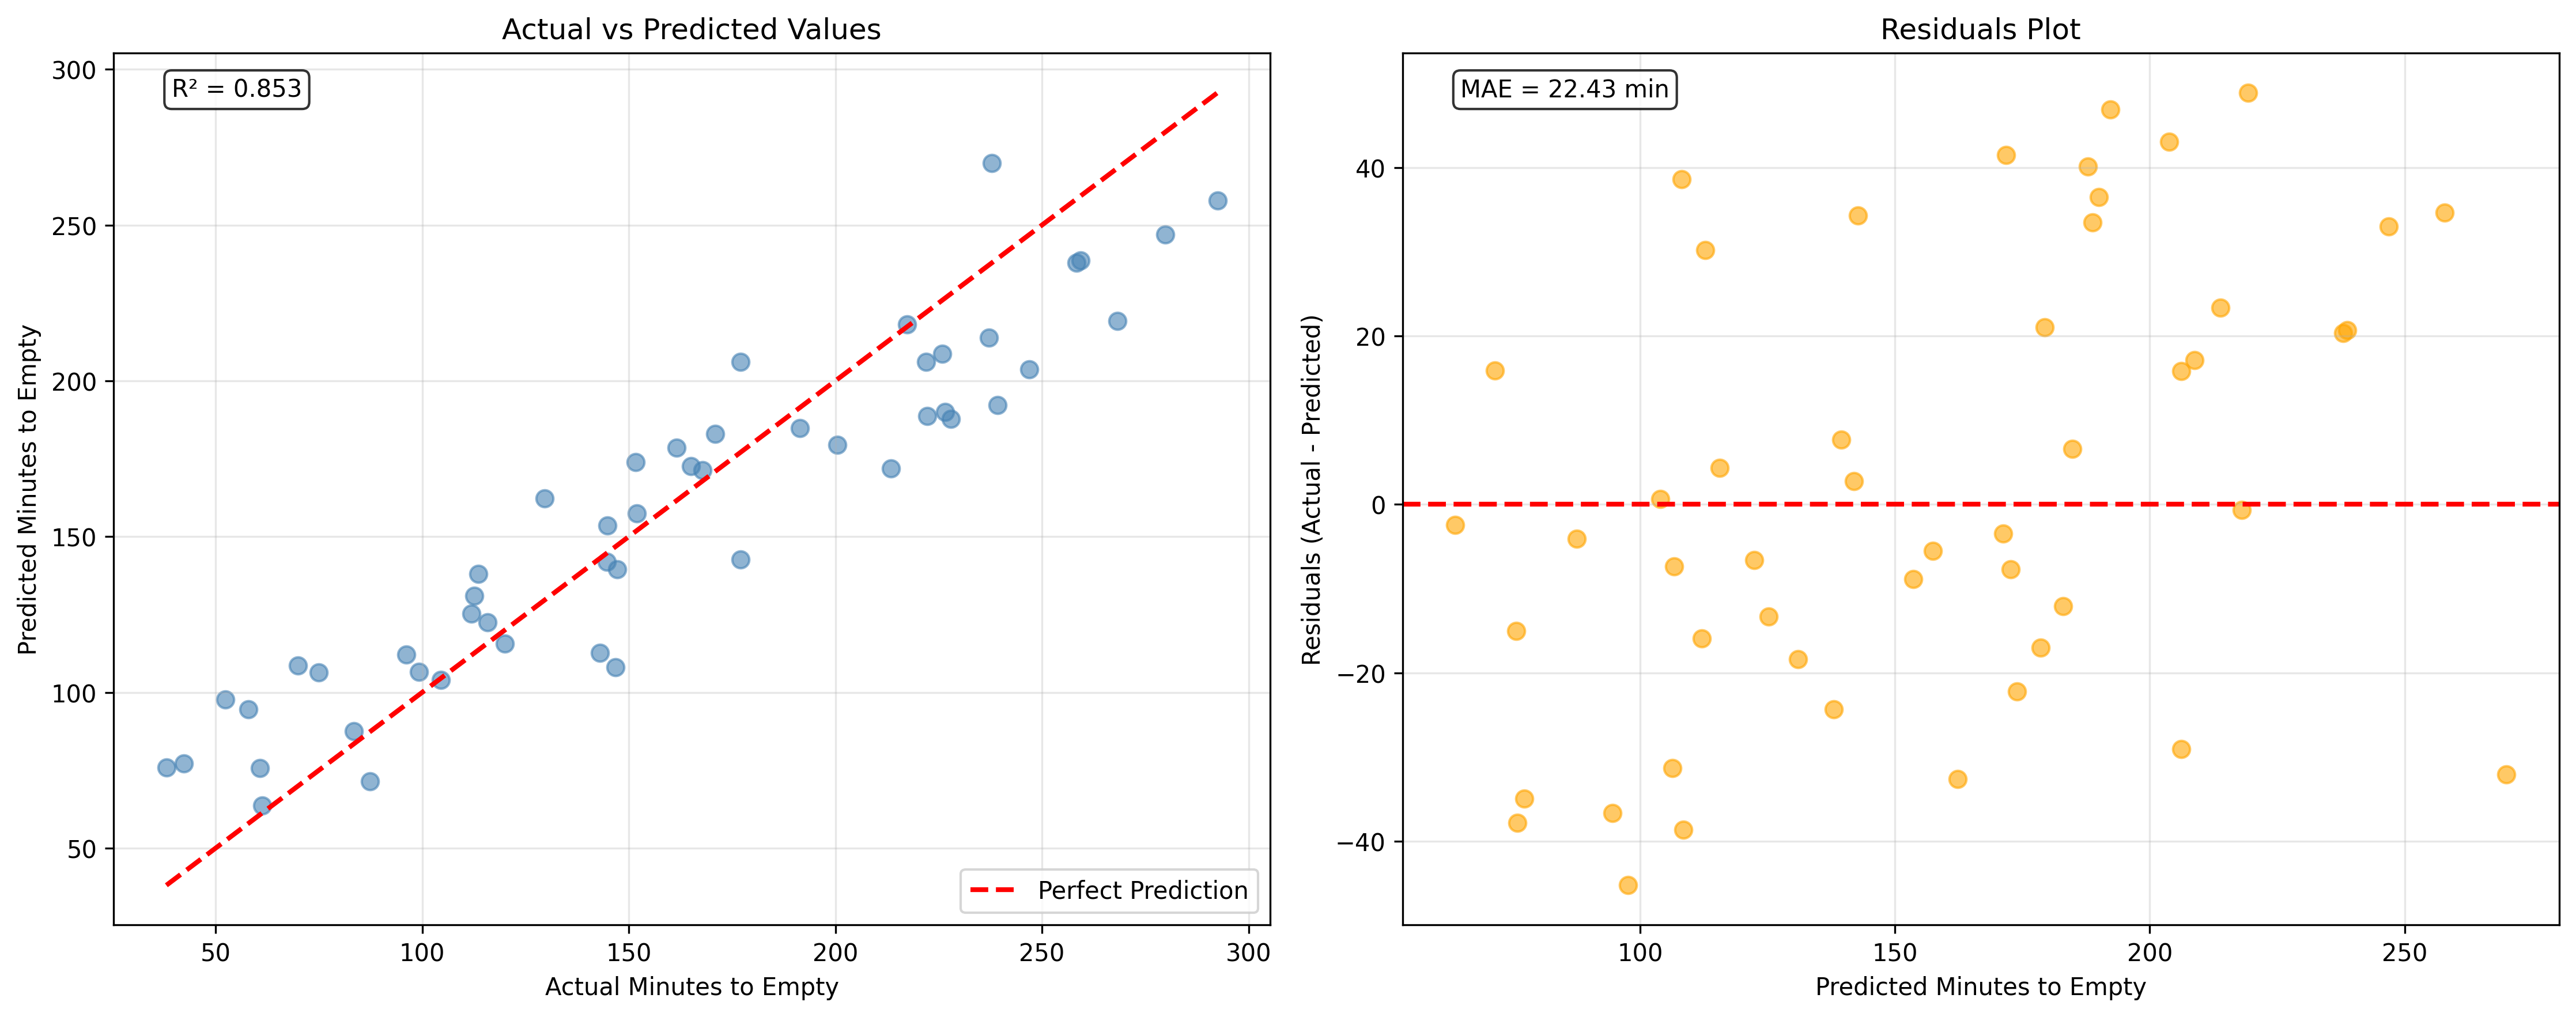 Actual vs Predicted Values
R² = 0.853
300
250
200
150
100
50
Predicted Minutes to Empty
Perfect Prediction
50 100 150 200 250 300
Actual Minutes to Empty
Residuals Plot
MAE = 22.43 min
40
20
0
−20
−40
Residuals (Actual - Predicted)
100 150 200 250
Predicted Minutes to Empty